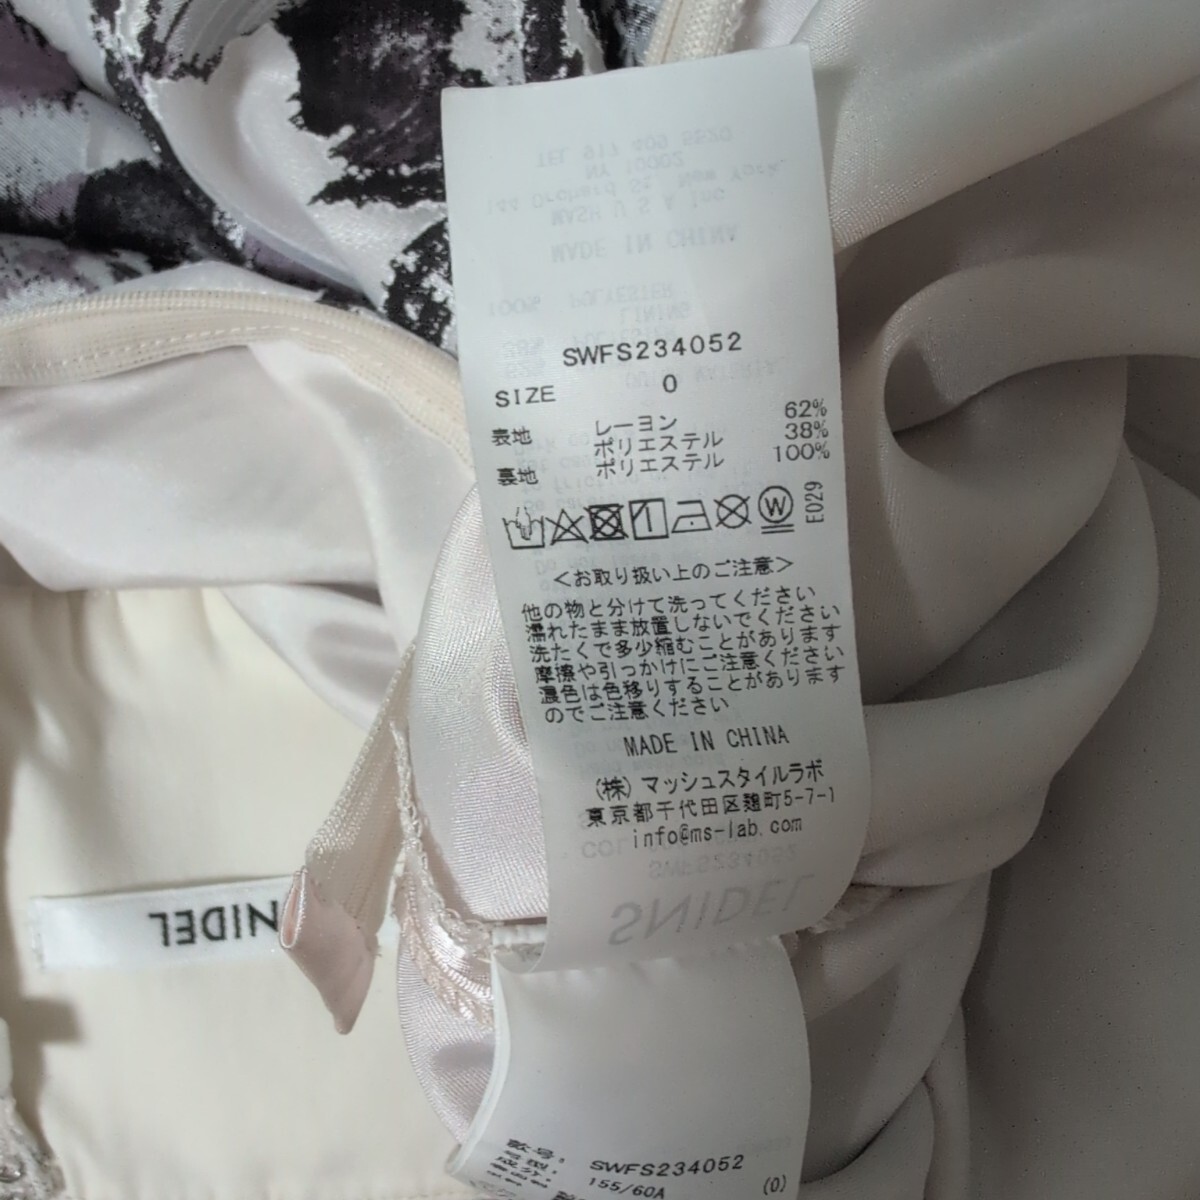 SWFS234052
SIZE 0
表地 レーヨン 62%
ポリエステル 38%
裏地 ポリエステル 100%
W E029
<お取り扱い上のご注意>
他の物と分けて洗ってください
濡れたまま放置しないでください
洗たくで多少縮むことがあります
摩擦や引っかけにご注意ください
濃色は色移りすることがあります
のでご注意ください
MADE IN CHINA
(株)マッシュスタイルラボ
東京都千代田区麹町5-7-1
info@ms-lab.com
NIDEL
款号: SWFS234052
号型: 155/60A (0)
成分: